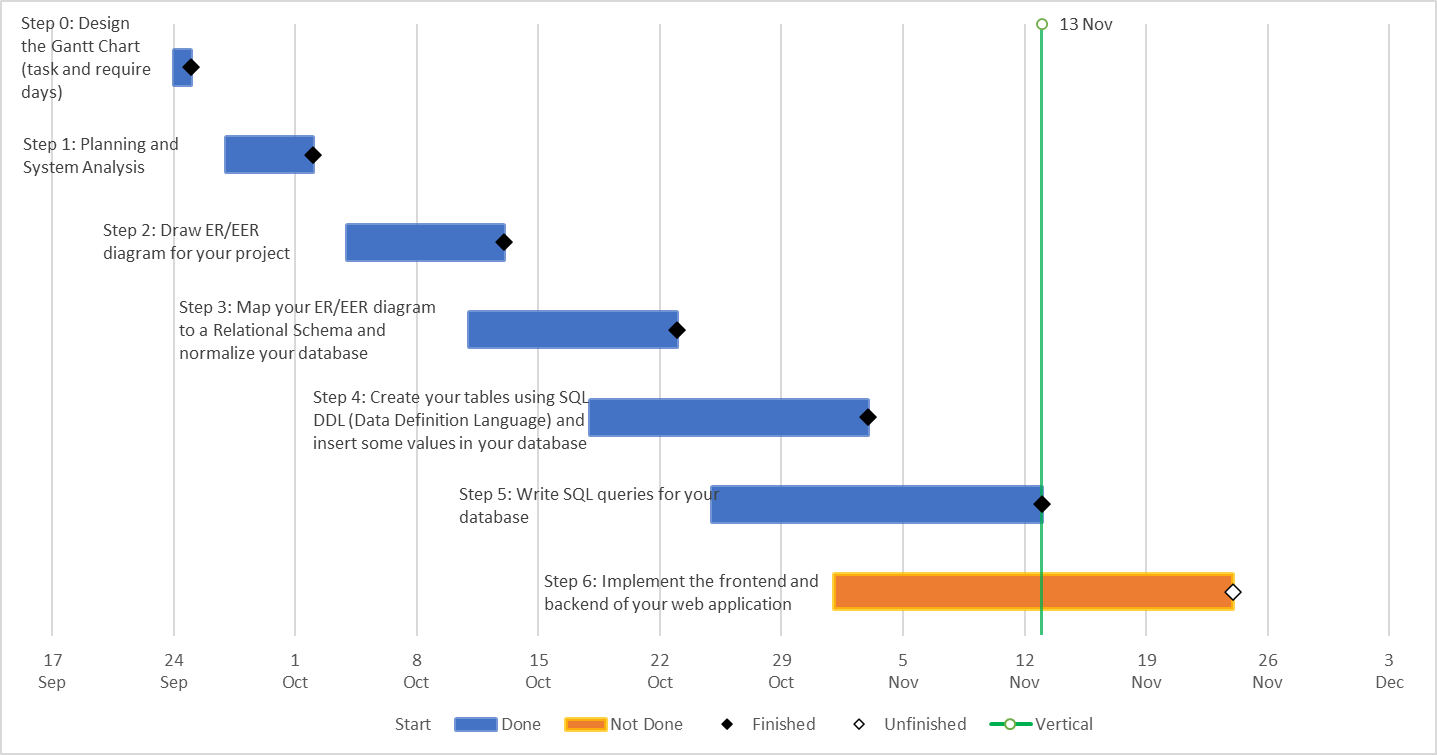 Step 0: Design
the Gantt Chart
(task and require
days)
13 Nov
Step 1: Planning and
System Analysis
Step 2: Draw ER/EER
diagram for your project
Step 3: Map your ER/EER diagram
to a Relational Schema and
normalize your database
Step 4: Create your tables using SQL
DDL (Data Definition Language) and
insert some values in your database
Step 5: Write SQL queries for your
database
Step 6: Implement the frontend and
backend of your web application
17 24 1 8 15 22 29 5 12 19 26 3
Sep Sep Oct Oct Oct Oct Oct Nov Nov Nov Nov Dec
Start Done Not Done Finished Unfinished Vertical